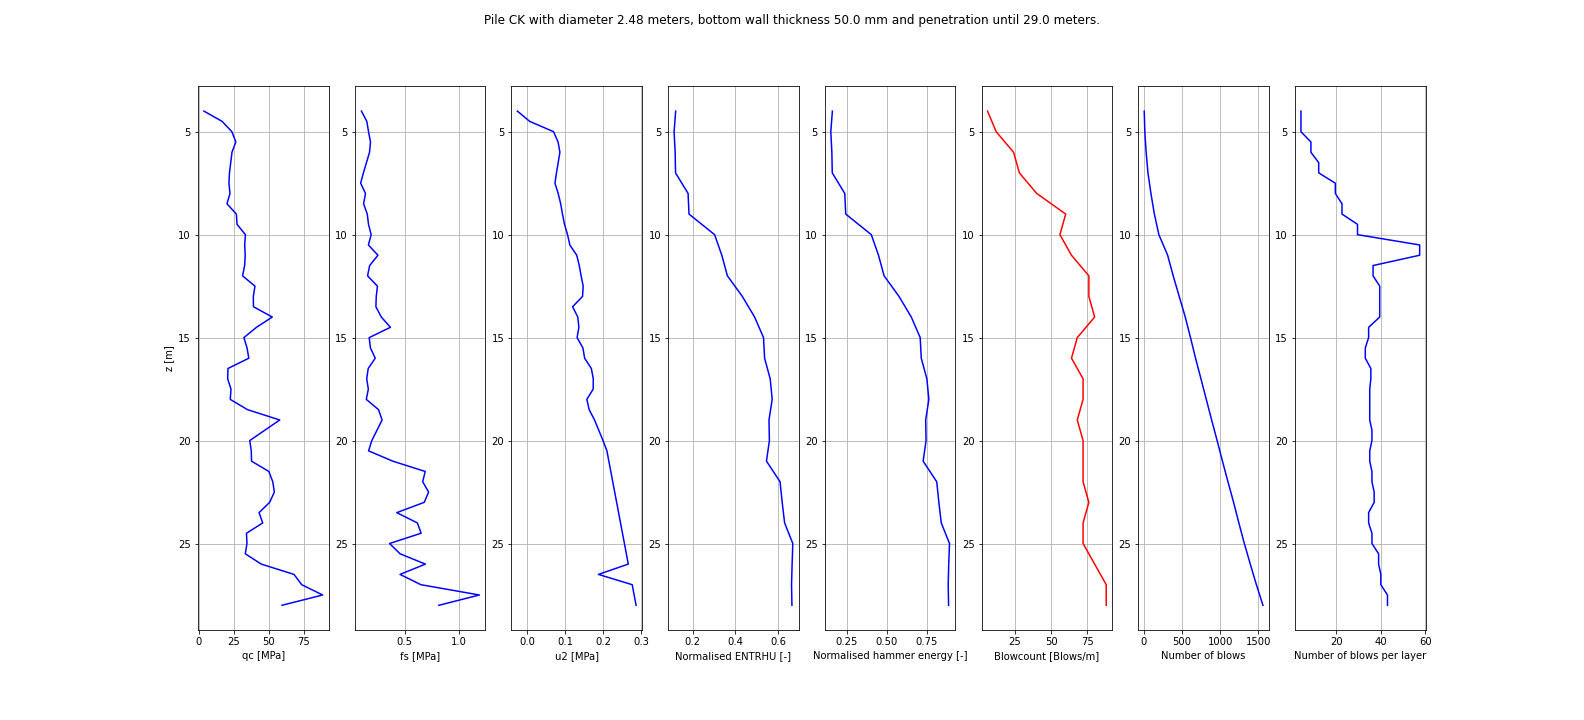 Pile CK with diameter 2.48 meters, bottom wall thickness 50.0 mm and penetration until 29.0 meters.
z [m]
5
10
15
20
25
0 25 50 75
qc [MPa]
5
10
15
20
25
0.5 1.0
fs [MPa]
5
10
15
20
25
0.0 0.1 0.2 0.3
u2 [MPa]
5
10
15
20
25
0.2 0.4 0.6
Normalised ENTRHU [-]
5
10
15
20
25
0.25 0.50 0.75
Normalised hammer energy [-]
5
10
15
20
25
25 50 75
Blowcount [Blows/m]
5
10
15
20
25
0 500 1000 1500
Number of blows
5
10
15
20
25
20 40 60
Number of blows per layer